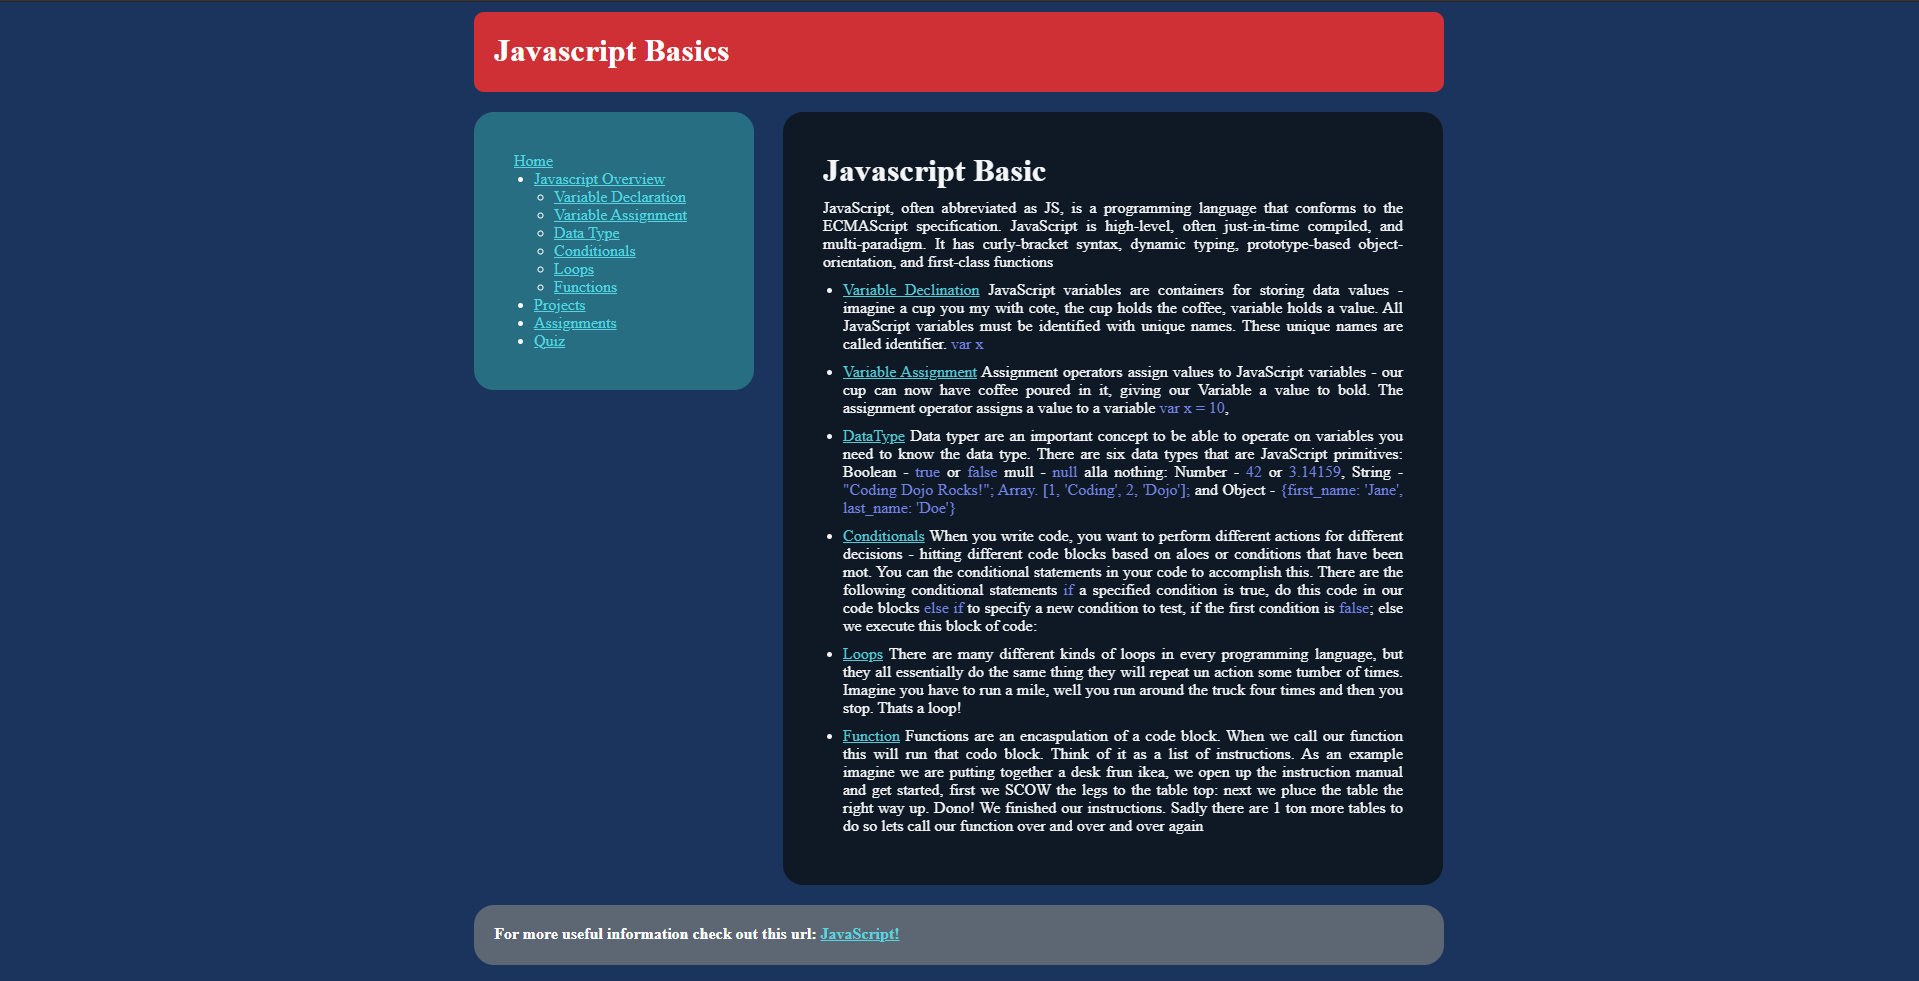 Javascript Basics
Home
Javascript Overview
Variable Declaration
Variable Assignment
Data Type
Conditionals
Loops
Functions
Projects
Assignments
Quiz
Javascript Basic
JavaScript, often abbreviated as JS, is a programming language that conforms to the
ECMAScript specification. JavaScript is high-level, often just-in-time compiled, and
multi-paradigm. It has curly-bracket syntax, dynamic typing, prototype-based object-
orientation, and first-class functions
Variable Declination JavaScript variables are containers for storing data values -
imagine a cup you my with cote, the cup holds the coffee, variable holds a value. All
JavaScript variables must be identified with unique names. These unique names are
called identifier. var x
Variable Assignment Assignment operators assign values to JavaScript variables - our
cup can now have coffee poured in it, giving our Variable a value to bold. The
assignment operator assigns a value to a variable var x = 10,
DataType Data typer are an important concept to be able to operate on variables you
need to know the data type. There are six data types that are JavaScript primitives:
Boolean - true or false mull - null alla nothing: Number - 42 or 3.14159, String -
"Coding Dojo Rocks!"; Array. [1, 'Coding', 2, 'Dojo']; and Object - {first_name: 'Jane',
last_name: 'Doe'}
Conditionals When you write code, you want to perform different actions for different
decisions - hitting different code blocks based on aloes or conditions that have been
mot. You can the conditional statements in your code to accomplish this. There are the
following conditional statements if a specified condition is true, do this code in our
code blocks else if to specify a new condition to test, if the first condition is false; else
we execute this block of code:
Loops There are many different kinds of loops in every programming language, but
they all essentially do the same thing they will repeat un action some tumber of times.
Imagine you have to run a mile, well you run around the truck four times and then you
stop. Thats a loop!
Function Functions are an encaspulation of a code block. When we call our function
this will run that codo block. Think of it as a list of instructions. As an example
imagine we are putting together a desk frun ikea, we open up the instruction manual
and get started, first we SCOW the legs to the table top: next we pluce the table the
right way up. Dono! We finished our instructions. Sadly there are 1 ton more tables to
do so lets call our function over and over and over again
For more useful information check out this url: JavaScript!